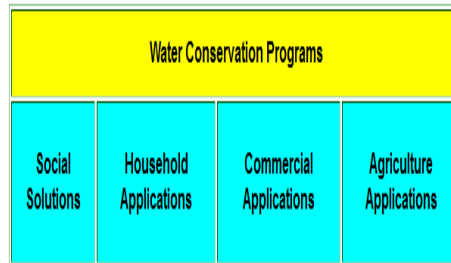 Water Conservation Programs
Social
Solutions
Household
Applications
Commercial
Applications
Agriculture
Applications